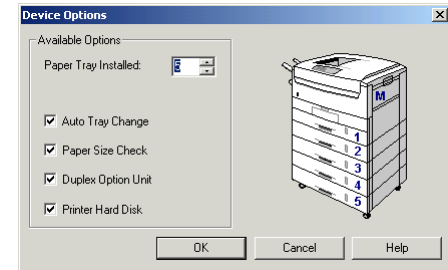 Device Options
Available Options
Paper Tray Installed: 5
Auto Tray Change
Paper Size Check
Duplex Option Unit
Printer Hard Disk
M
1
2
3
4
5
OK Cancel Help